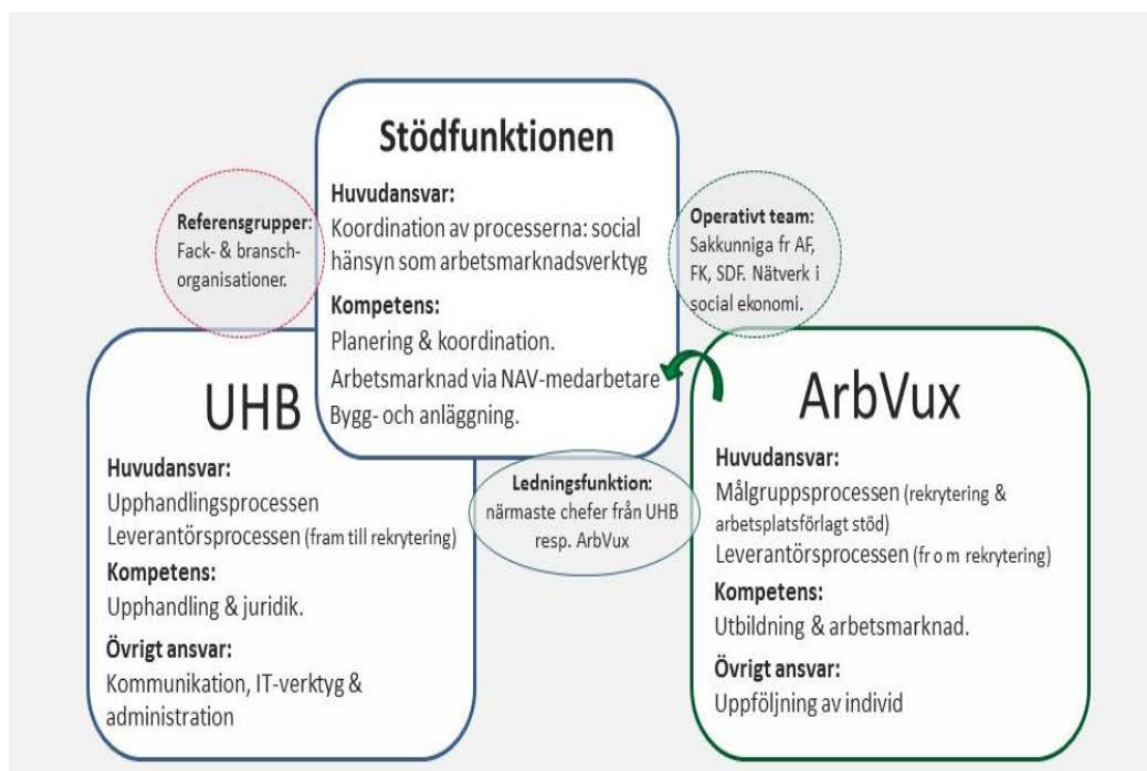 Stödfunktionen
Huvudansvar:
Koordination av processerna: social
hänsyn som arbetsmarknadsverktyg
Kompetens:
Planering & koordination.
Arbetsmarknad via NAV-medarbetare
Bygg- och anläggning.
Referensgrupper:
Fack- & bransch-
organisationer.
Operativt team:
Sakkunniga fr AF,
FK, SDF. Nätverk i
social ekonomi.
UHB
Huvudansvar:
Upphandlingsprocessen
Leverantörsprocessen (fram till rekrytering)
Kompetens:
Upphandling & juridik.
Övrigt ansvar:
Kommunikation, IT-verktyg &
administration
Ledningsfunktion:
närmaste chefer från UHB
resp. ArbVux
ArbVux
Huvudansvar:
Målgruppsprocessen (rekrytering &
arbetsplatsförlagt stöd)
Leverantörsprocessen (fr o m rekrytering)
Kompetens:
Utbildning & arbetsmarknad.
Övrigt ansvar:
Uppföljning av individ